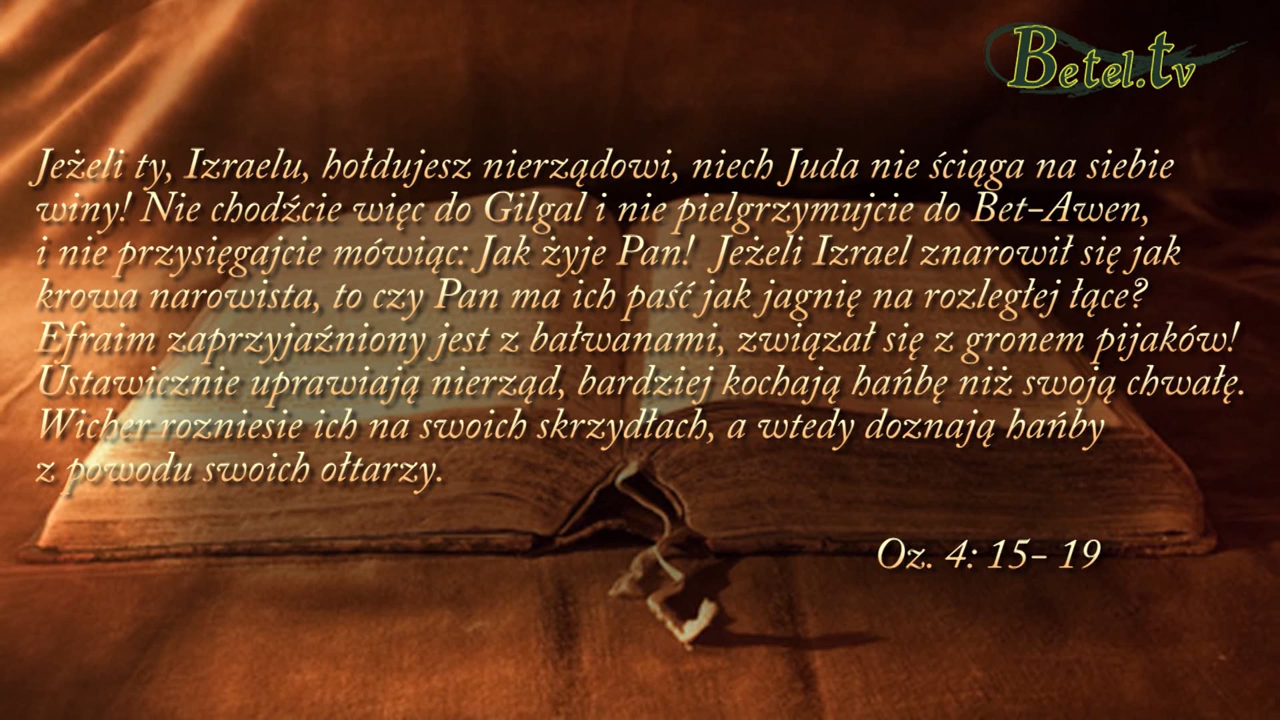 Betel.tv
Jeżeli ty, Izraelu, hołdujesz nierządowi, niech Juda nie ściąga na siebie
winy! Nie chodźcie więc do Gilgal i nie pielgrzymujcie do Bet-Awen,
i nie przysięgajcie mówiąc: Jak żyje Pan! Jeżeli Izrael znarowił się jak
krowa narowista, to czy Pan ma ich paść jak jagnię na rozległej łące?
Efraim zaprzyjaźniony jest z bałwanami, związał się z gronem pijaków!
Ustawicznie uprawiają nierząd, bardziej kochają hańbę niż swoją chwałę.
Wicher rozniesie ich na swoich skrzydłach, a wtedy doznają hańby
z powodu swoich ołtarzy.
Oz. 4: 15- 19